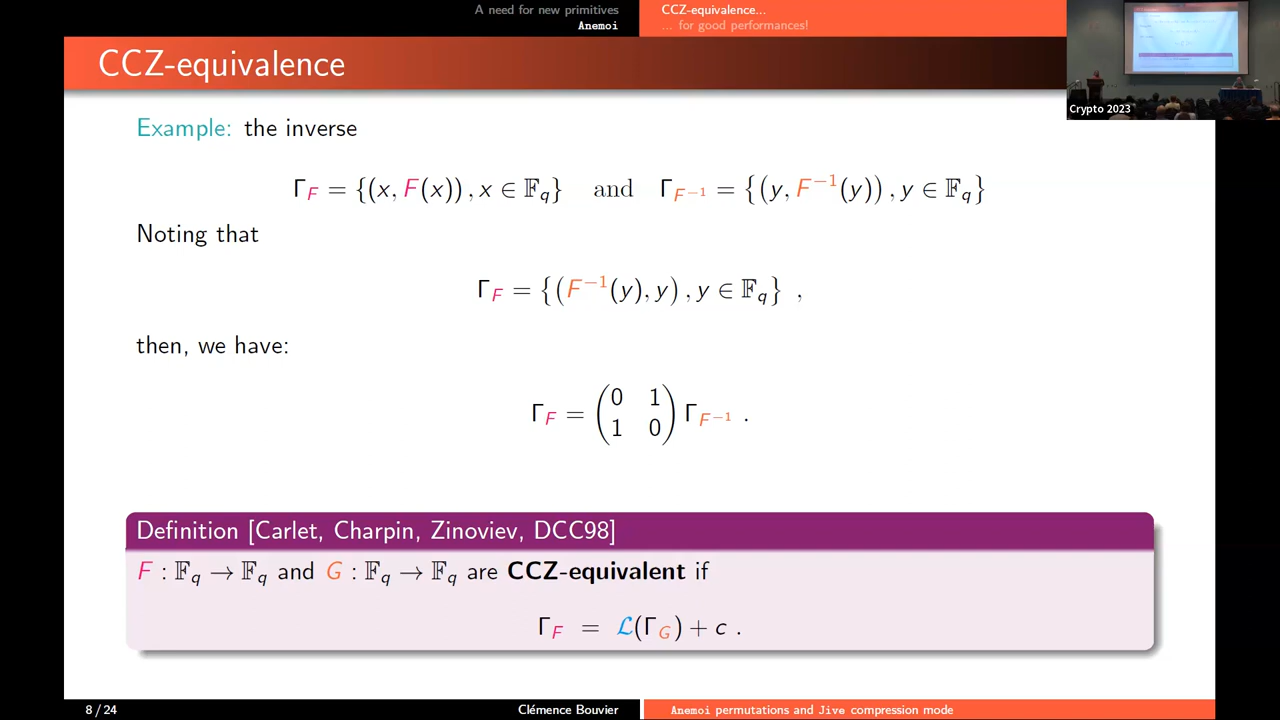 A need for new primitives
Anemoi
CCZ-equivalence...
... for good performances!
CCZ-equivalence
Crypto 2023
Example: the inverse
Γ_F = {(x, F(x)), x ∈ 𝔽_q} and Γ_{F⁻¹} = {(y, F⁻¹(y)), y ∈ 𝔽_q}
Noting that
Γ_F = {(F⁻¹(y), y), y ∈ 𝔽_q} ,
then, we have:
Γ_F = (0 1
1 0) Γ_{F⁻¹} .
Definition [Carlet, Charpin, Zinoviev, DCC98]
F : 𝔽_q → 𝔽_q and G : 𝔽_q → 𝔽_q are CCZ-equivalent if
Γ_F = ℒ(Γ_G) + c .
8 / 24
Clémence Bouvier
Anemoi permutations and Jive compression mode